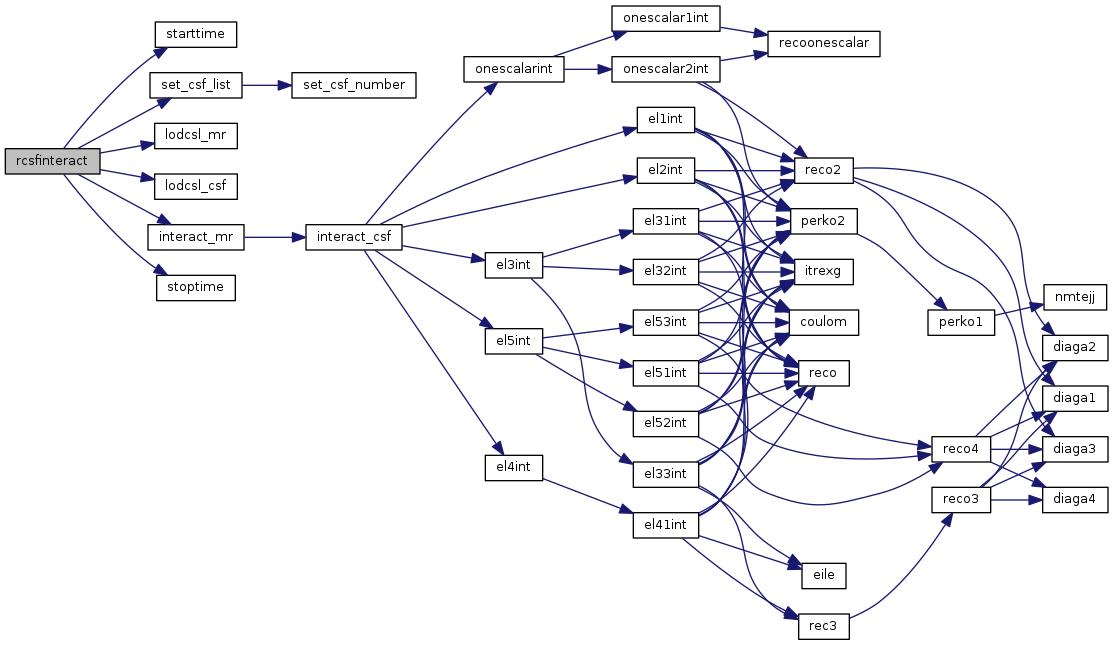 rcsfinteract
starttime
set_csf_list
lodcsl_mr
lodcsl_csf
interact_mr
stoptime
set_csf_number
interact_csf
onescalarint
el3int
el5int
el4int
onescalar1int
onescalar2int
el1int
el2int
el31int
el32int
el53int
el51int
el52int
el33int
el41int
recoonescalar
reco2
perko2
itrexg
coulom
reco
eile
rec3
perko1
reco4
reco3
nmtejj
diaga2
diaga1
diaga3
diaga4